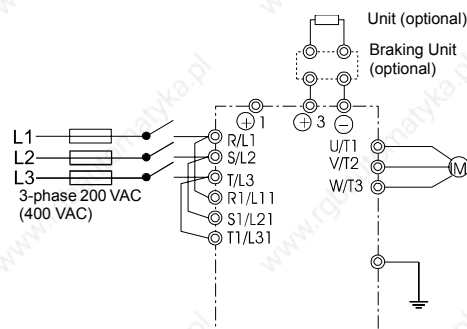 Unit (optional)
Braking Unit
(optional)
+ 1
+ 3
−
L1
L2
L3
3-phase 200 VAC
(400 VAC)
R/L1
S/L2
T/L3
R1/L11
S1/L21
T1/L31
U/T1
V/T2
W/T3
M